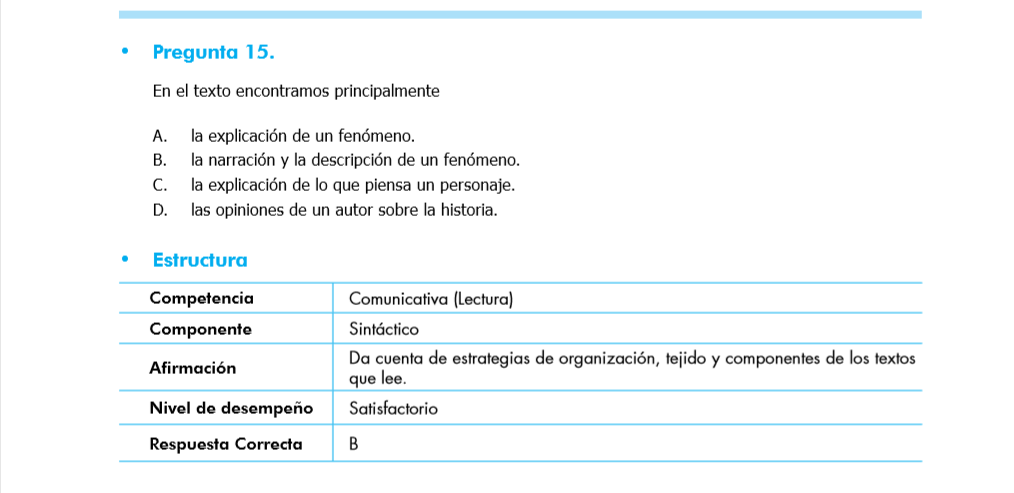 • Pregunta 15.
En el texto encontramos principalmente
A. la explicación de un fenómeno.
B. la narración y la descripción de un fenómeno.
C. la explicación de lo que piensa un personaje.
D. las opiniones de un autor sobre la historia.
• Estructura
Competencia Comunicativa (Lectura)
Componente Sintáctico
Afirmación Da cuenta de estrategias de organización, tejido y componentes de los textos
que lee.
Nivel de desempeño Satisfactorio
Respuesta Correcta B